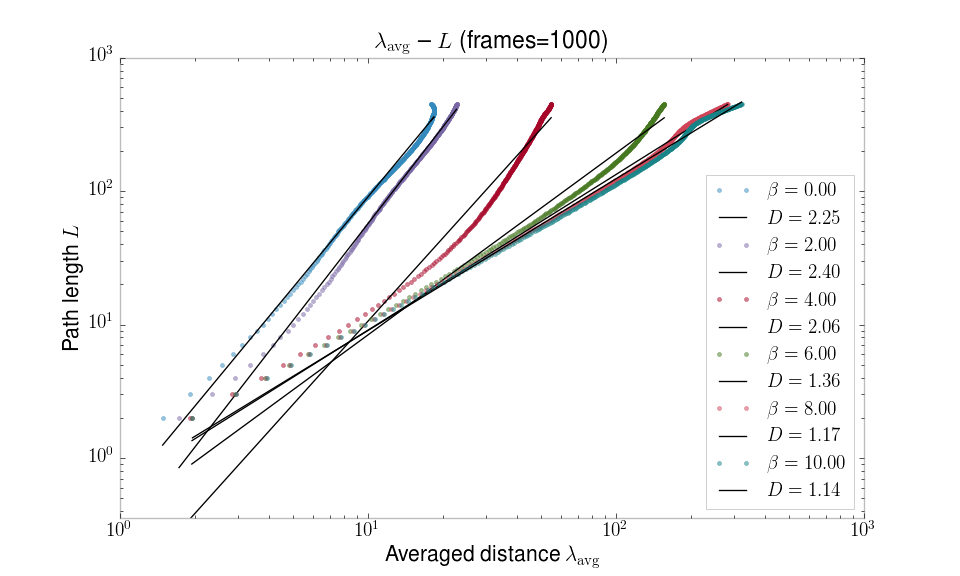 λavg − L (frames=1000)
10³
10²
10¹
10⁰
Path length L
β = 0.00
D = 2.25
β = 2.00
D = 2.40
β = 4.00
D = 2.06
β = 6.00
D = 1.36
β = 8.00
D = 1.17
β = 10.00
D = 1.14
10⁰ 10¹ 10² 10³
Averaged distance λavg